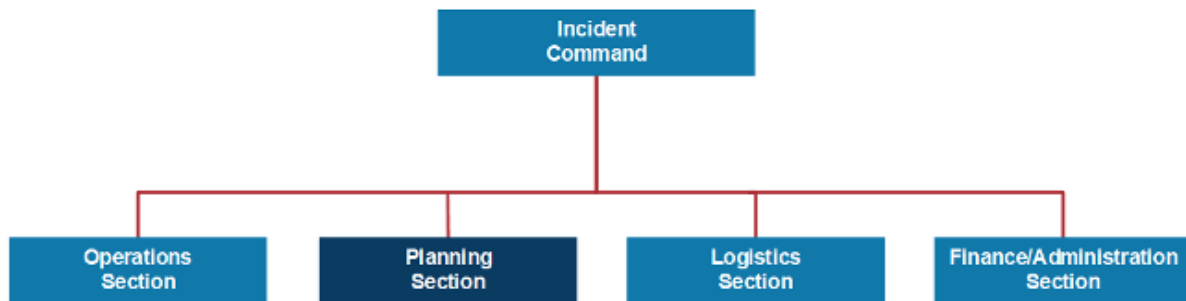 Incident
Command
Operations
Section
Planning
Section
Logistics
Section
Finance/Administration
Section